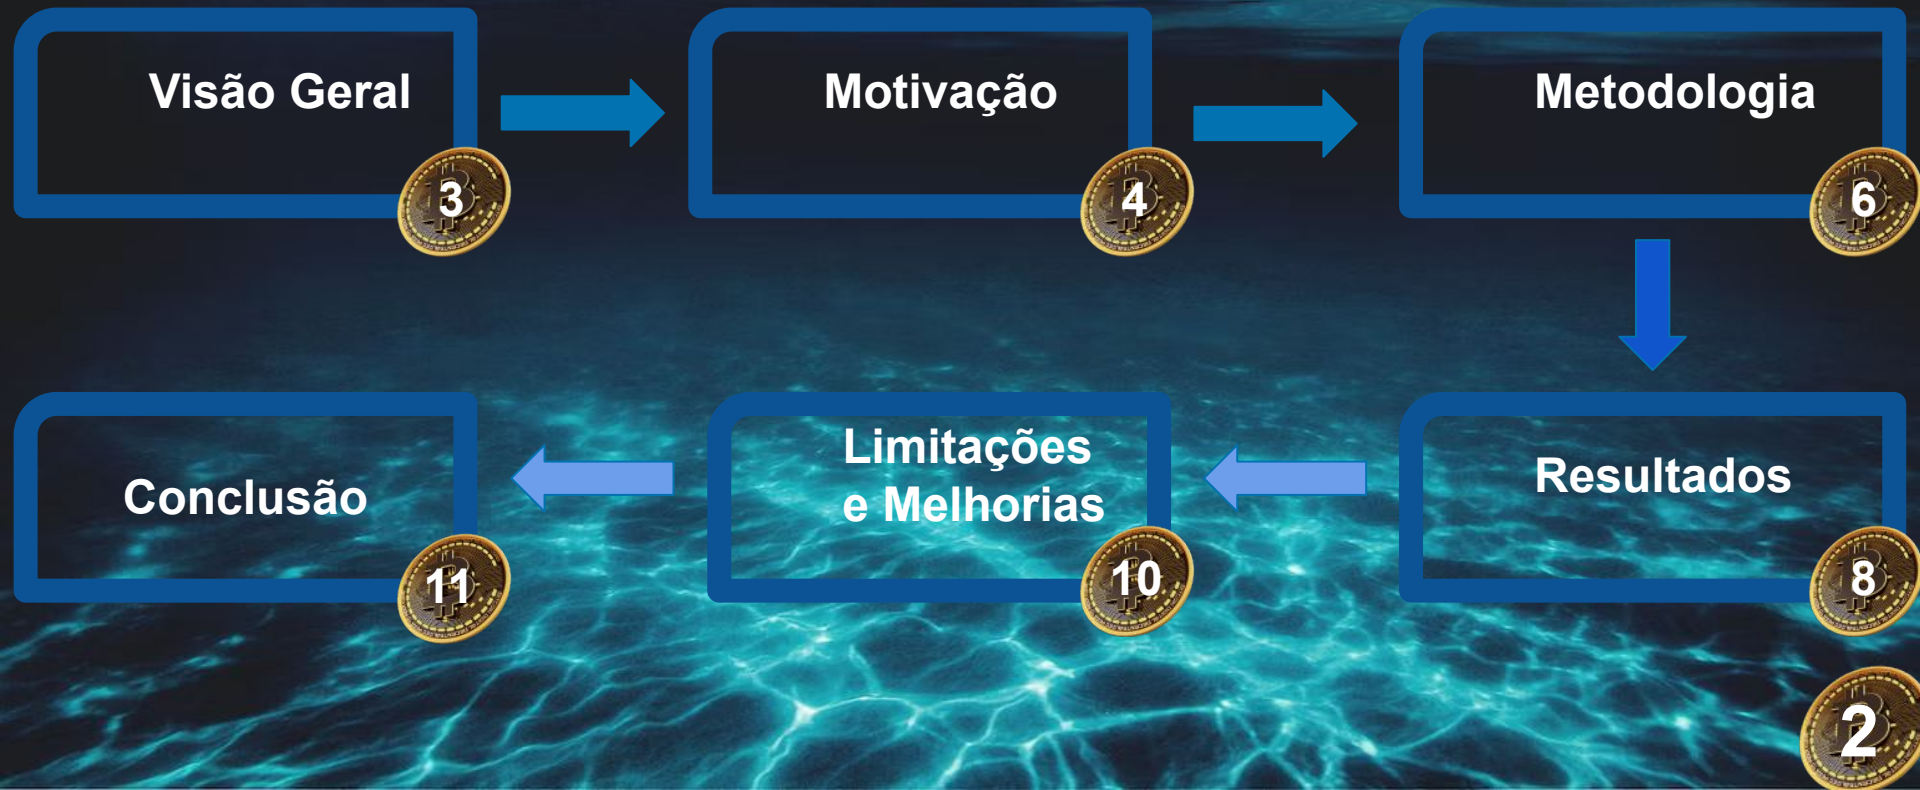 Visão Geral
3
Motivação
4
Metodologia
6
Resultados
8
Limitações
e Melhorias
10
Conclusão
11
2